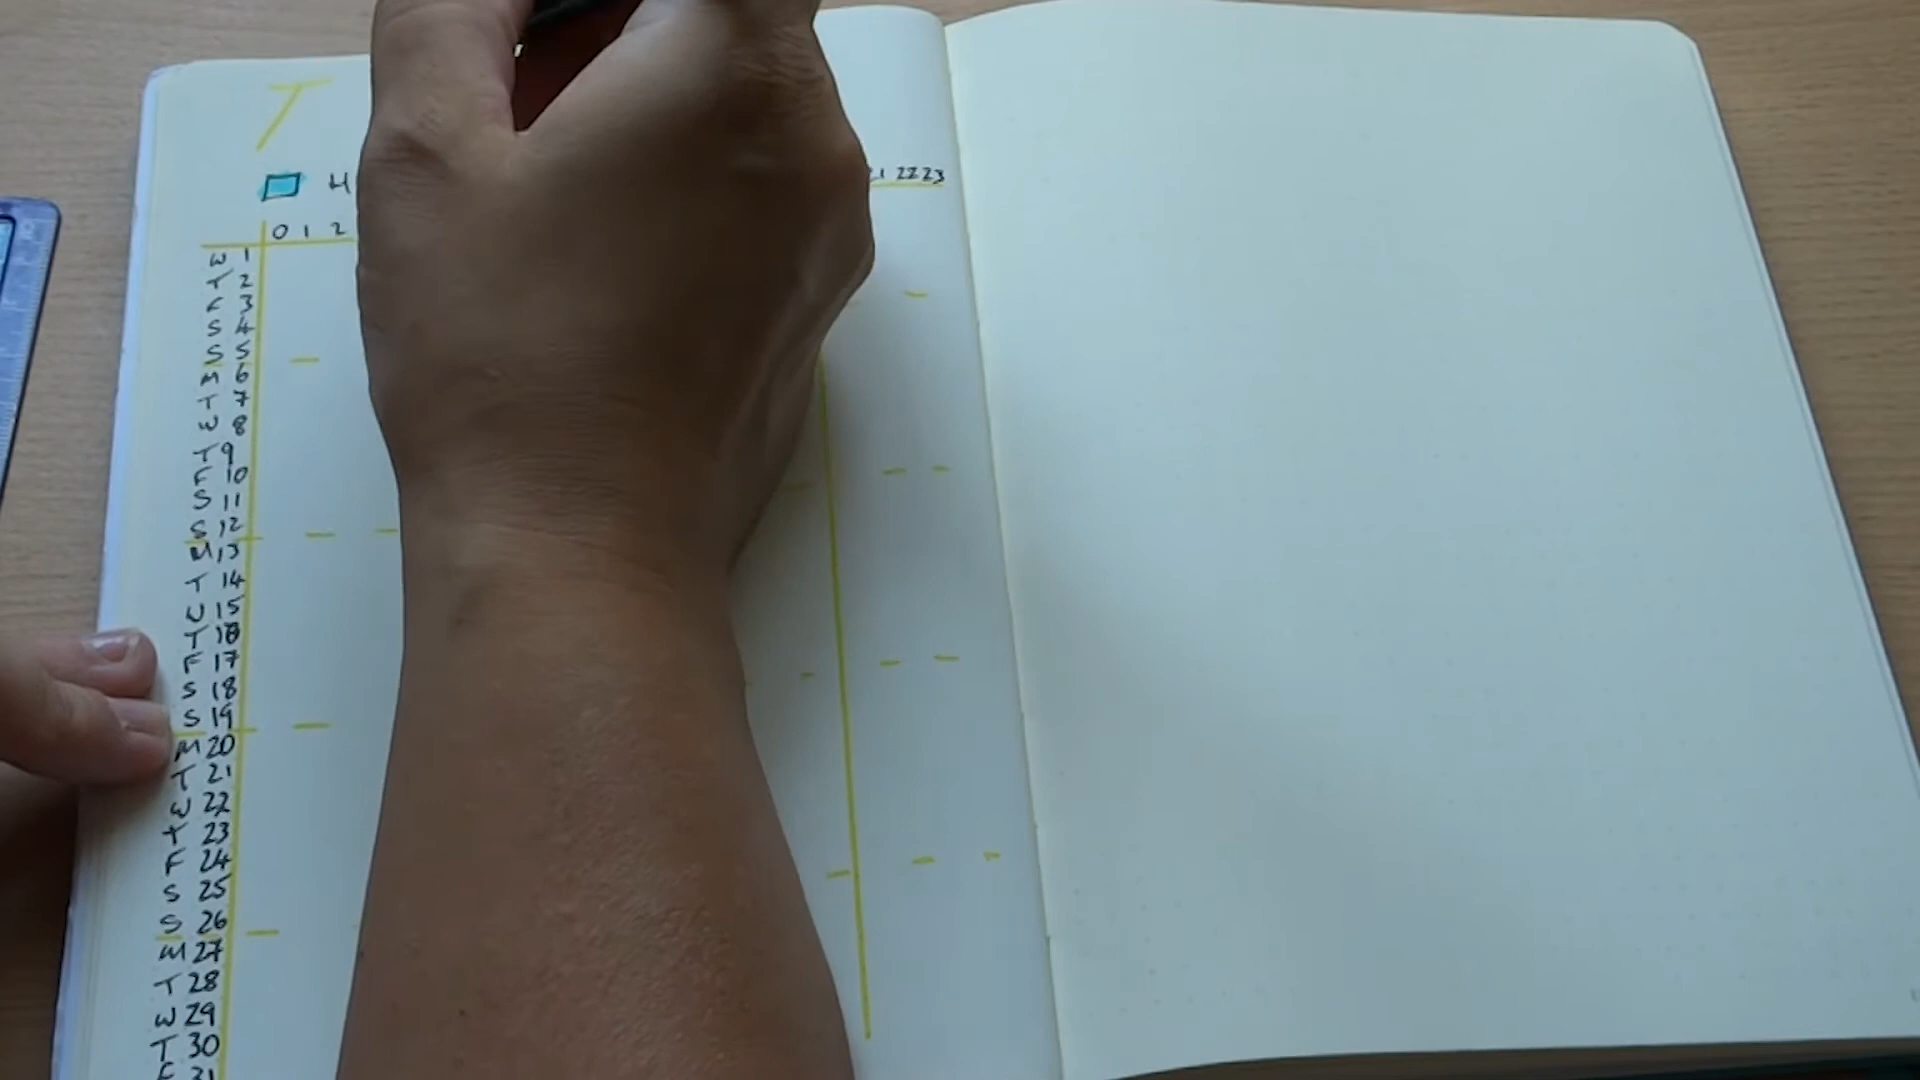 T
H
22 23
0 1 2
W 1
T 2
F 3
S 4
S 5
M 6
T 7
W 8
T 9
F 10
S 11
S 12
M 13
T 14
W 15
T 16
F 17
S 18
S 19
M 20
T 21
W 22
T 23
F 24
S 25
S 26
M 27
T 28
W 29
T 30
F 31